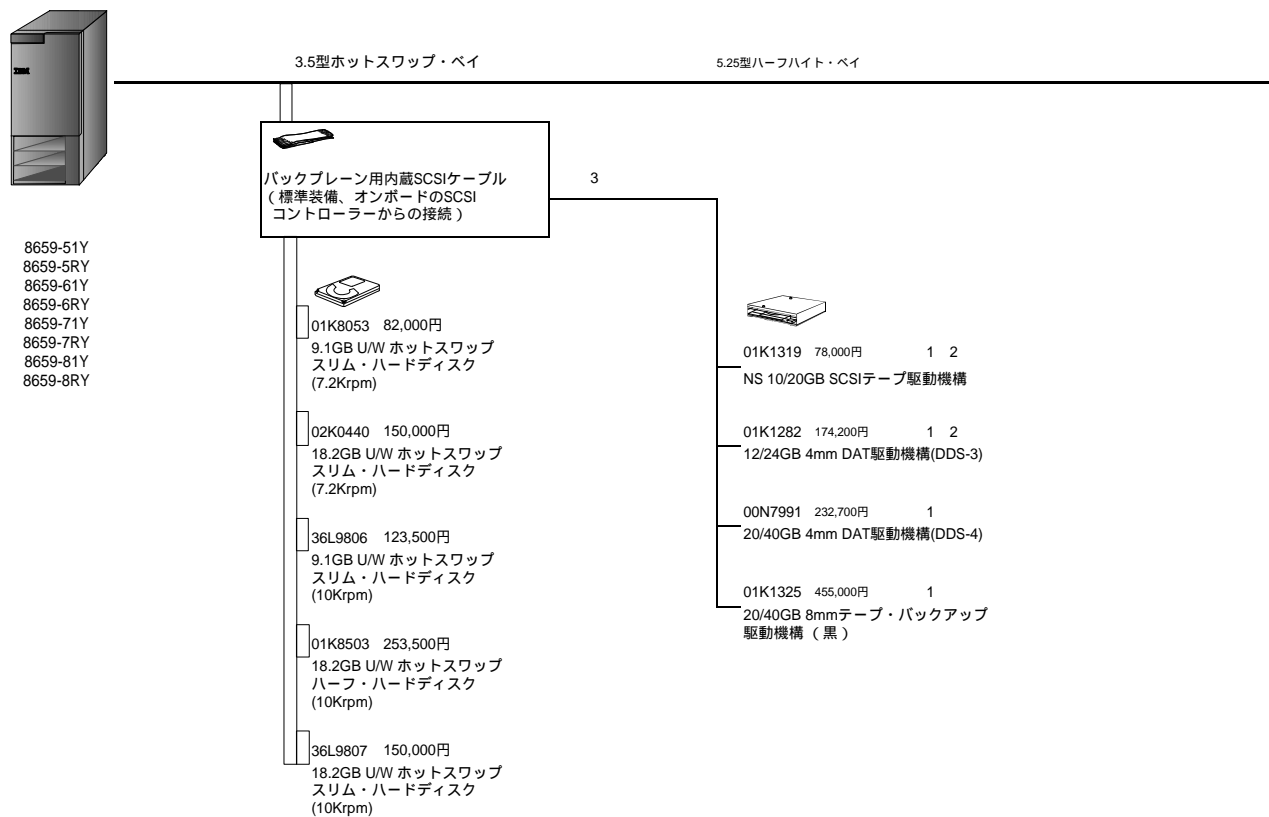 3.5型ホットスワップ・ベイ
5.25型ハーフハイト・ベイ
IBM
バックプレーン用内蔵SCSIケーブル
(標準装備、オンボードのSCSI
コントローラーからの接続)
3
8659-51Y
8659-5RY
8659-61Y
8659-6RY
8659-71Y
8659-7RY
8659-81Y
8659-8RY
01K8053 82,000円
9.1GB U/W ホットスワップ
スリム・ハードディスク
(7.2Krpm)
02K0440 150,000円
18.2GB U/W ホットスワップ
スリム・ハードディスク
(7.2Krpm)
36L9806 123,500円
9.1GB U/W ホットスワップ
スリム・ハードディスク
(10Krpm)
01K8503 253,500円
18.2GB U/W ホットスワップ
ハーフ・ハードディスク
(10Krpm)
36L9807 150,000円
18.2GB U/W ホットスワップ
スリム・ハードディスク
(10Krpm)
01K1319 78,000円 1 2
NS 10/20GB SCSIテープ駆動機構
01K1282 174,200円 1 2
12/24GB 4mm DAT駆動機構(DDS-3)
00N7991 232,700円 1
20/40GB 4mm DAT駆動機構(DDS-4)
01K1325 455,000円 1
20/40GB 8mmテープ・バックアップ
駆動機構(黒)